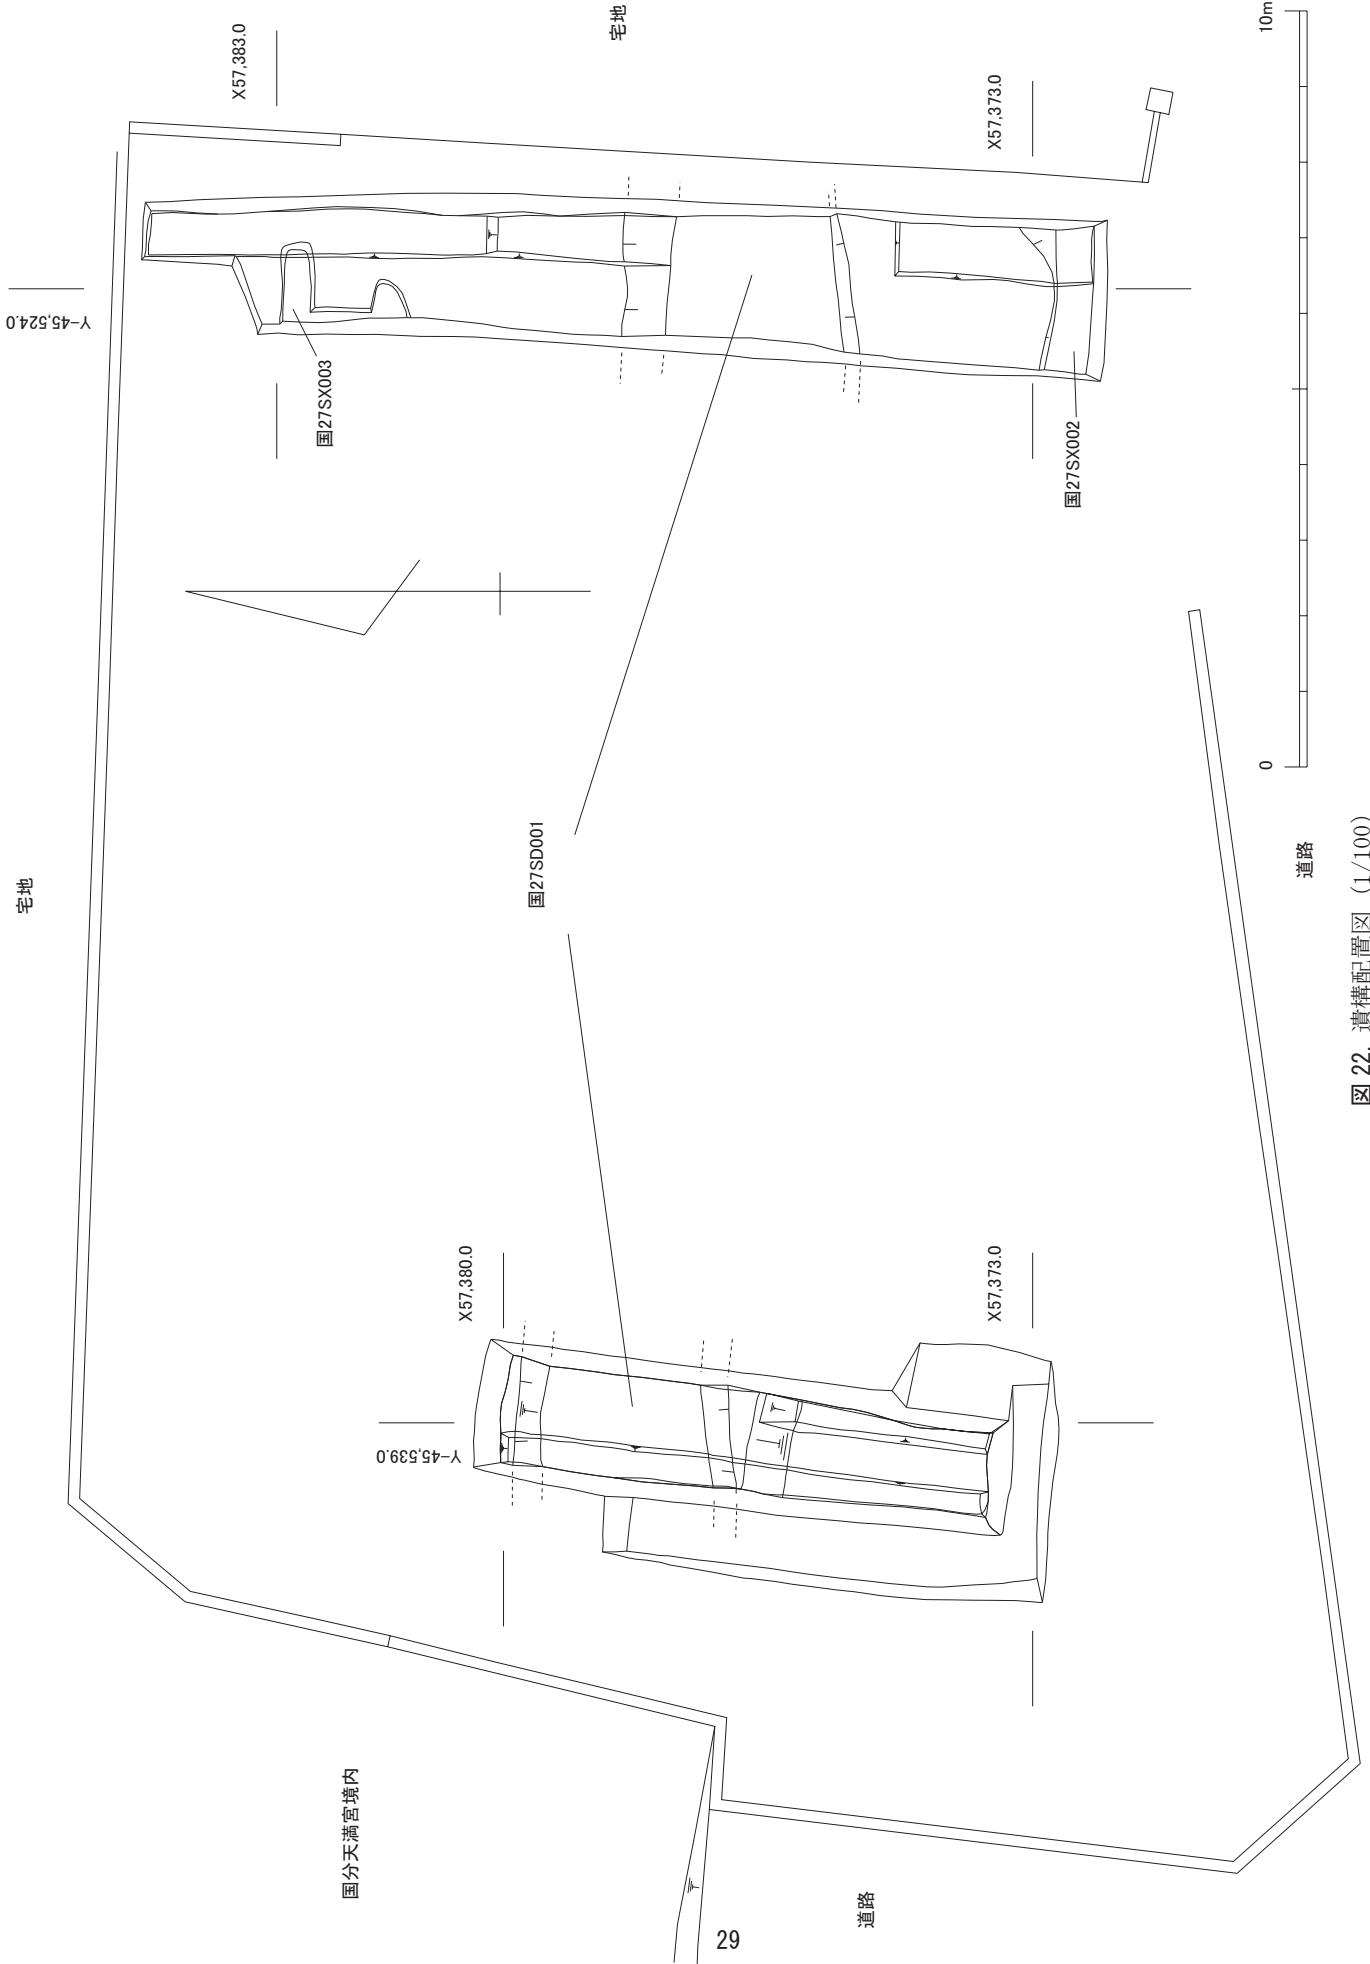 宅地
宅地
X57,383.0
Y-45,524.0
X57,373.0
国27SX003
国27SX002
国27SD001
10m
0
X57,380.0
Y-45,539.0
X57,373.0
国分天満宮境内
道路
道路
図 22. 遺構配置図（1/100）
29